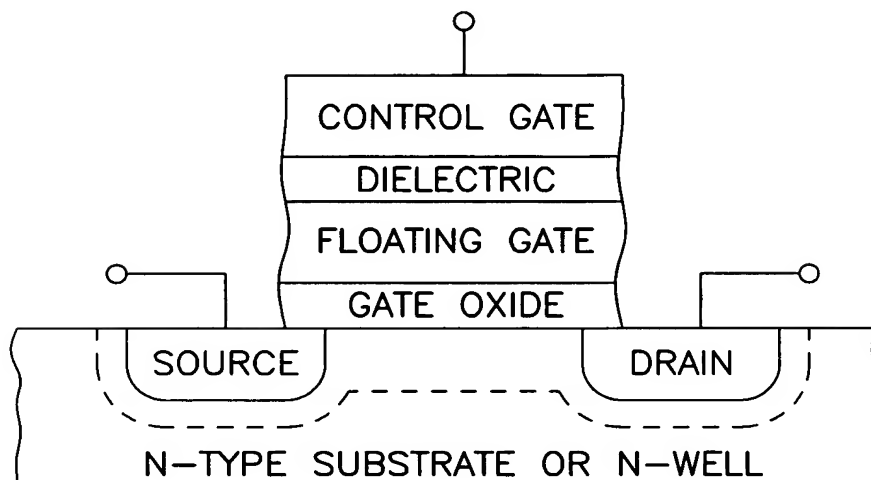 CONTROL GATE
DIELECTRIC
FLOATING GATE
GATE OXIDE
SOURCE
DRAIN
N-TYPE SUBSTRATE OR N-WELL